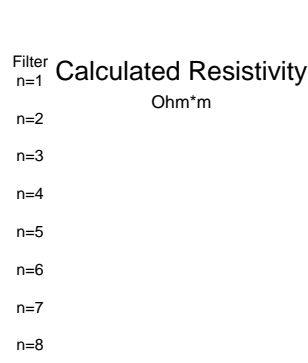 Filter
n=1
Calculated Resistivity
Ohm*m
n=2
n=3
n=4
n=5
n=6
n=7
n=8